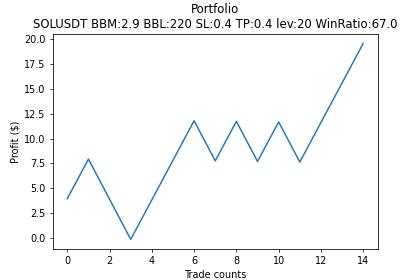 Portfolio
SOLUSDT BBM:2.9 BBL:220 SL:0.4 TP:0.4 lev:20 WinRatio:67.0
20.0
17.5
15.0
12.5
10.0
7.5
5.0
2.5
0.0
Profit ($)
0 2 4 6 8 10 12 14
Trade counts